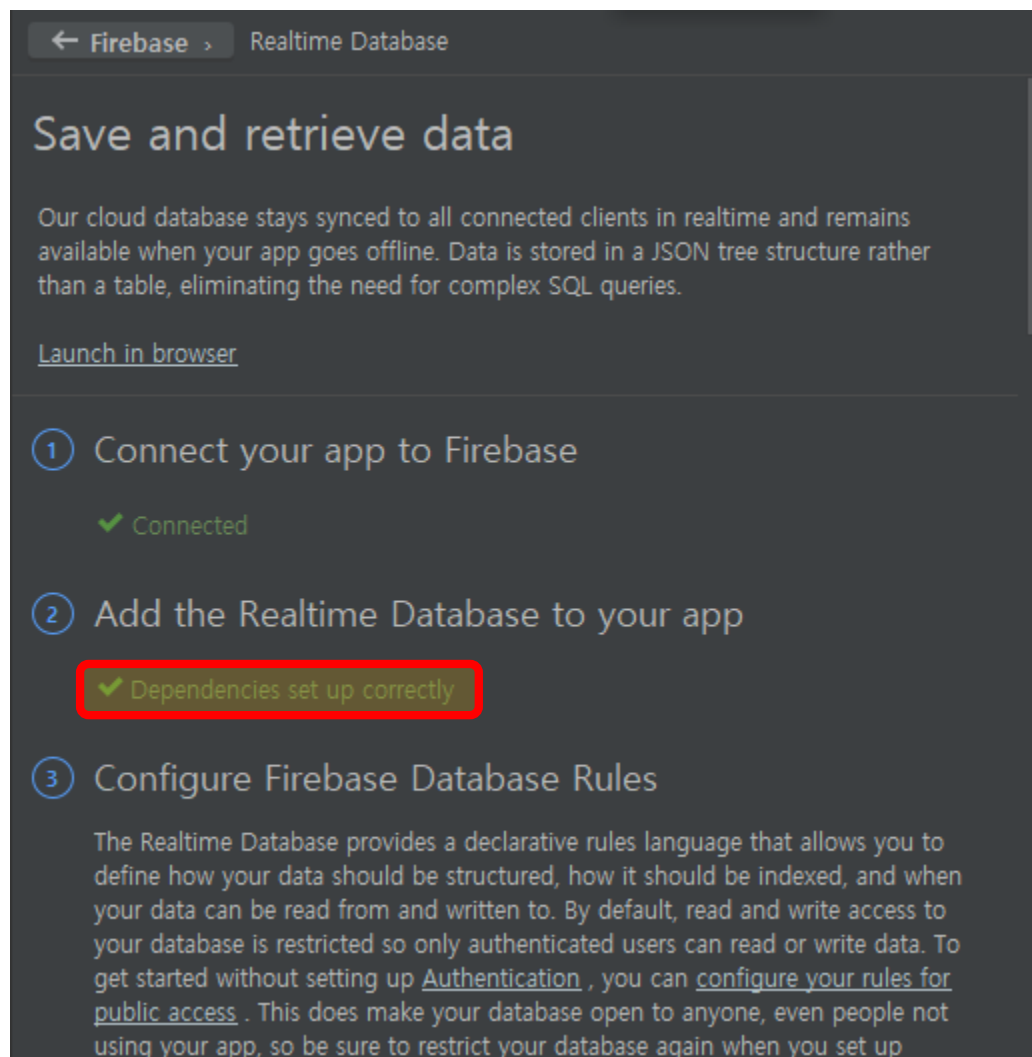 ← Firebase › Realtime Database
Save and retrieve data
Our cloud database stays synced to all connected clients in realtime and remains
available when your app goes offline. Data is stored in a JSON tree structure rather
than a table, eliminating the need for complex SQL queries.
Launch in browser
1 Connect your app to Firebase
✔ Connected
2 Add the Realtime Database to your app
✔ Dependencies set up correctly
3 Configure Firebase Database Rules
The Realtime Database provides a declarative rules language that allows you to
define how your data should be structured, how it should be indexed, and when
your data can be read from and written to. By default, read and write access to
your database is restricted so only authenticated users can read or write data. To
get started without setting up Authentication , you can configure your rules for
public access . This does make your database open to anyone, even people not
using your app, so be sure to restrict your database again when you set up